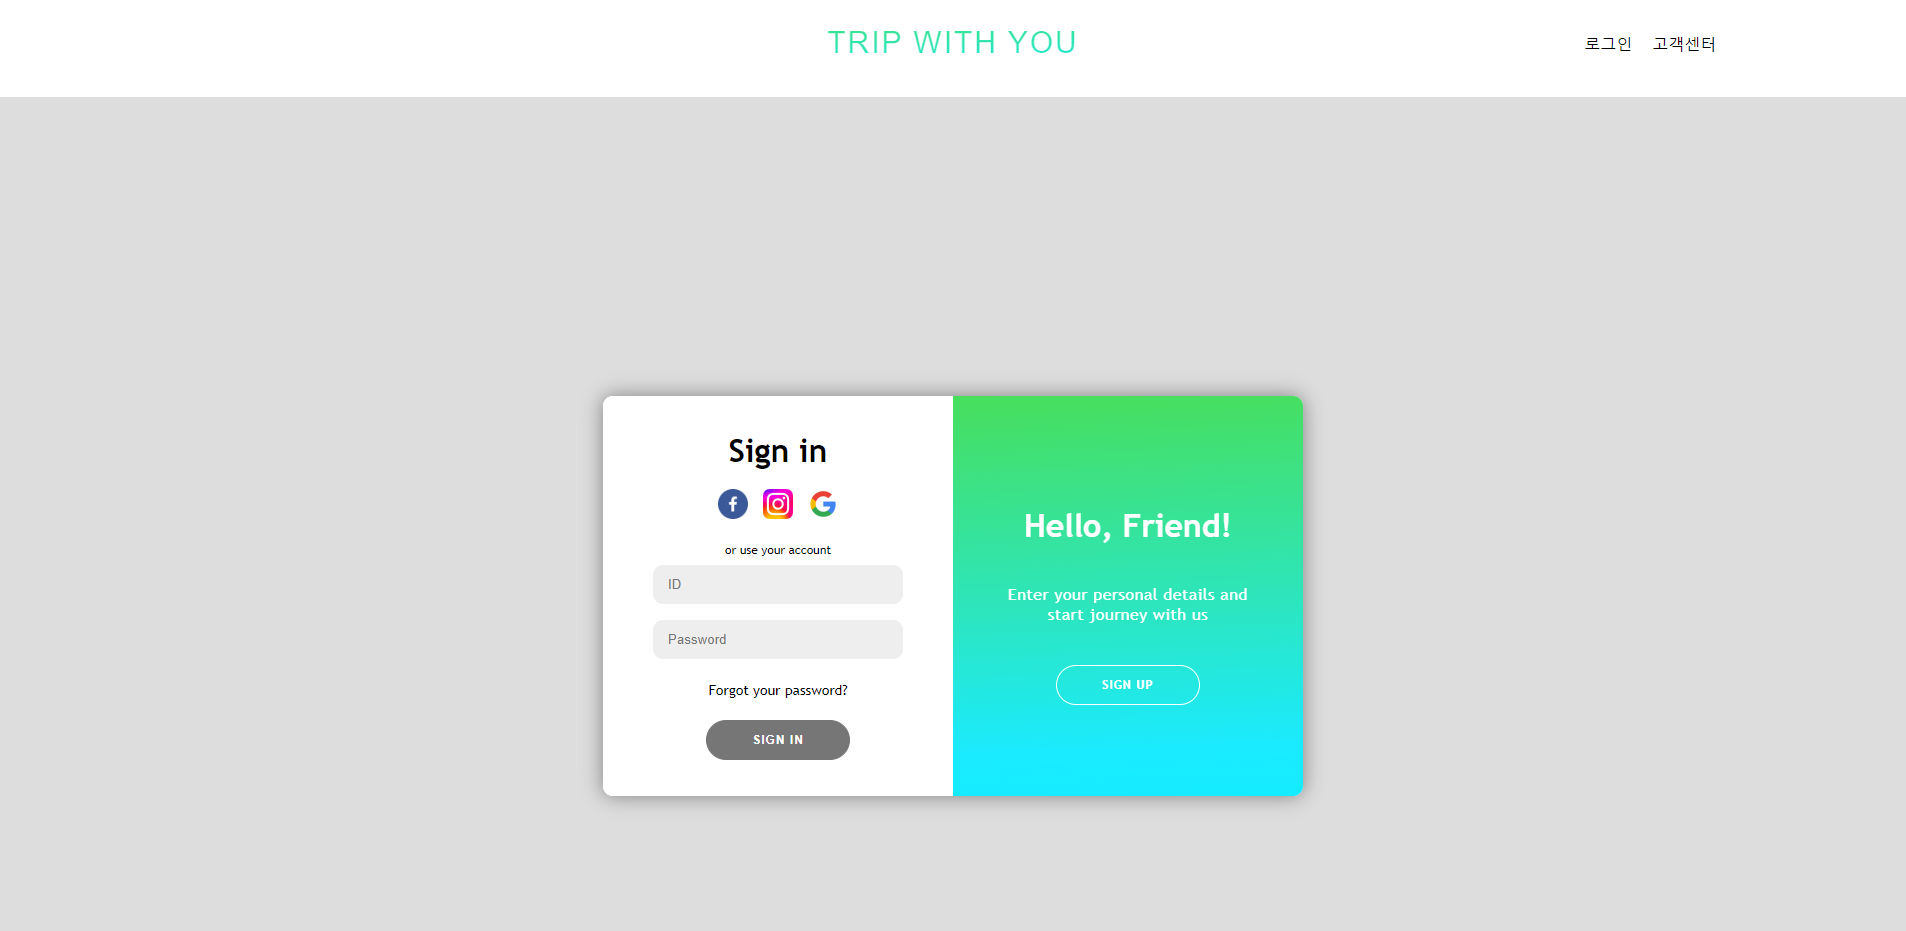 TRIP WITH YOU
로그인 고객센터
Sign in
or use your account
ID
Password
Forgot your password?
SIGN IN
Hello, Friend!
Enter your personal details and
start journey with us
SIGN UP